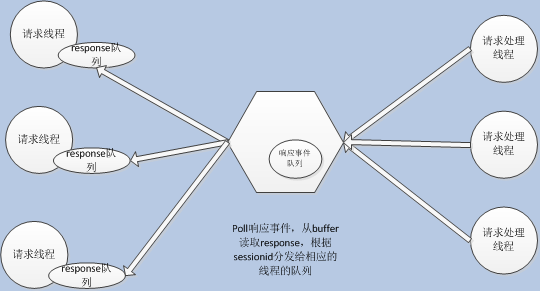 请求线程
response队
列
请求线程
response队
列
请求线程
response队
列
响应事件
队列
Poll响应事件，从buffer
读取response，根据
sessionid分发给相应的
线程的队列
请求处理
线程
请求处理
线程
请求处理
线程